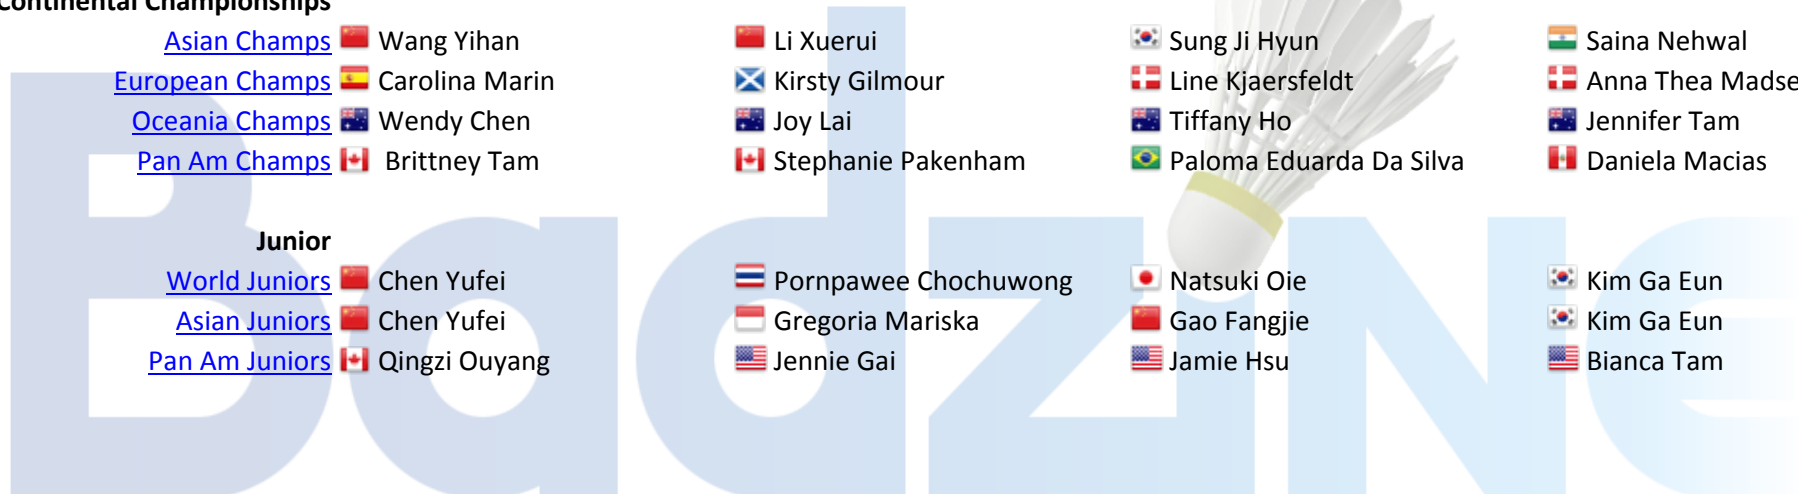 Continental Championships
Asian Champs Wang Yihan Li Xuerui Sung Ji Hyun Saina Nehwal
European Champs Carolina Marin Kirsty Gilmour Line Kjaersfeldt Anna Thea Madse
Oceania Champs Wendy Chen Joy Lai Tiffany Ho Jennifer Tam
Pan Am Champs Brittney Tam Stephanie Pakenham Paloma Eduarda Da Silva Daniela Macias
Junior
World Juniors Chen Yufei Pornpawee Chochuwong Natsuki Oie Kim Ga Eun
Asian Juniors Chen Yufei Gregoria Mariska Gao Fangjie Kim Ga Eun
Pan Am Juniors Qingzi Ouyang Jennie Gai Jamie Hsu Bianca Tam
BadziNe